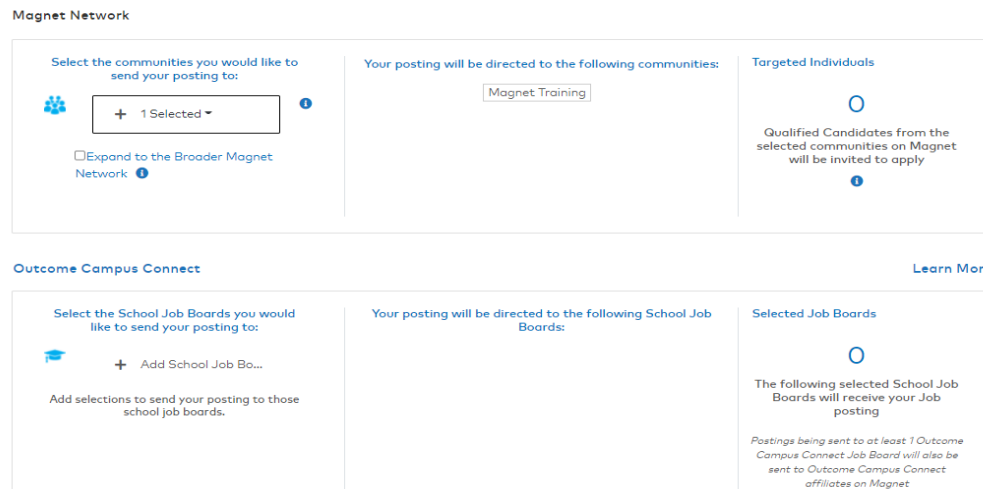 Magnet Network
Select the communities you would like to
send your posting to:
+ 1 Selected
Expand to the Broader Magnet
Network
Your posting will be directed to the following communities:
Magnet Training
Targeted Individuals
0
Qualified Candidates from the
selected communities on Magnet
will be invited to apply
Outcome Campus Connect
Learn Mor
Select the School Job Boards you would
like to send your posting to:
+ Add School Job Bo...
Add selections to send your posting to those
school job boards.
Your posting will be directed to the following School Job
Boards:
Selected Job Boards
0
The following selected School Job
Boards will receive your Job
posting
Postings being sent to at least 1 Outcome
Campus Connect Job Board will also be
sent to Outcome Campus Connect
affiliates on Magnet